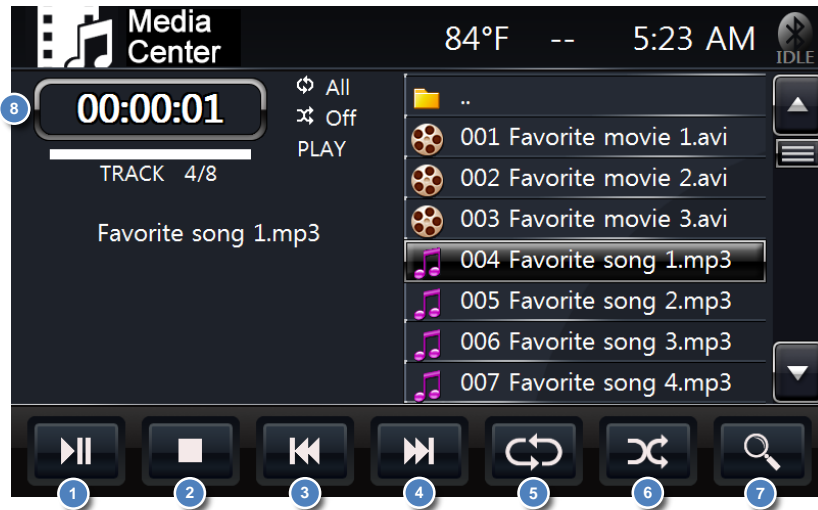 Media
Center
84°F -- 5:23 AM
IDLE
8
00:00:01
All
Off
PLAY
TRACK 4/8
Favorite song 1.mp3
..
001 Favorite movie 1.avi
002 Favorite movie 2.avi
003 Favorite movie 3.avi
004 Favorite song 1.mp3
005 Favorite song 2.mp3
006 Favorite song 3.mp3
007 Favorite song 4.mp3
1 2 3 4 5 6 7